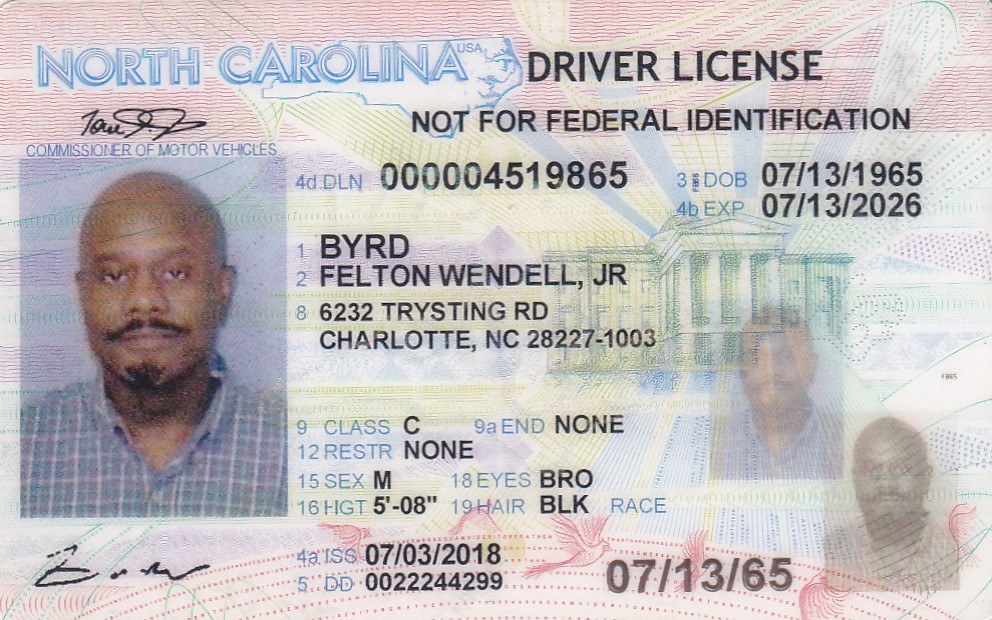 NORTH CAROLINA USA DRIVER LICENSE
NOT FOR FEDERAL IDENTIFICATION
COMMISSIONER OF MOTOR VEHICLES
4d DLN 000004519865
3 DOB 07/13/1965
4b EXP 07/13/2026
1 BYRD
2 FELTON WENDELL, JR
8 6232 TRYSTING RD
CHARLOTTE, NC 28227-1003
FB65
9 CLASS C 9a END NONE
12 RESTR NONE
15 SEX M 18 EYES BRO
16 HGT 5'-08" 19 HAIR BLK RACE
4a ISS 07/03/2018
5 DD 0022244299
07/13/65